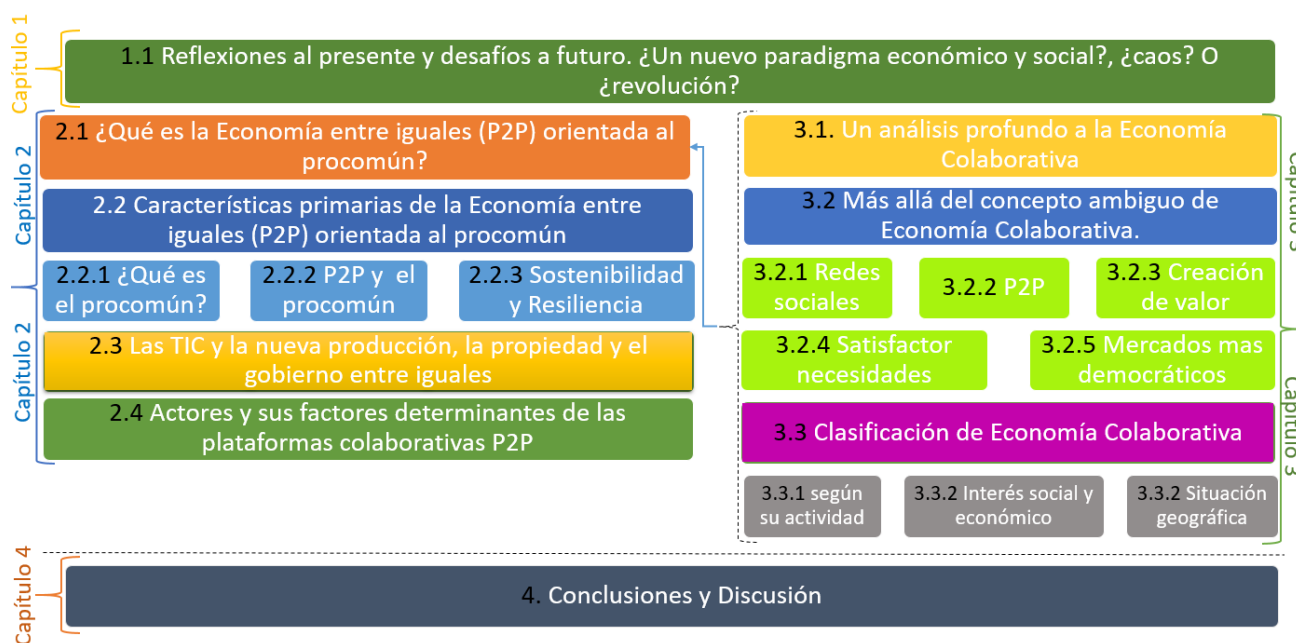 Capítulo 1
1.1 Reflexiones al presente y desafíos a futuro. ¿Un nuevo paradigma económico y social?, ¿caos? O
¿revolución?
Capítulo 2
2.1 ¿Qué es la Economía entre iguales (P2P) orientada al
procomún?
2.2 Características primarias de la Economía entre
iguales (P2P) orientada al procomún
2.2.1 ¿Qué es
el procomún?
2.2.2 P2P y el
procomún
2.2.3 Sostenibilidad
y Resiliencia
Capítulo 2
2.3 Las TIC y la nueva producción, la propiedad y el
gobierno entre iguales
2.4 Actores y sus factores determinantes de las
plataformas colaborativas P2P
Capítulo 3
3.1. Un análisis profundo a la Economía
Colaborativa
3.2 Más allá del concepto ambiguo de
Economía Colaborativa.
3.2.1 Redes
sociales
3.2.2 P2P
3.2.3 Creación
de valor
3.2.4 Satisfactor
necesidades
3.2.5 Mercados mas
democráticos
Capítulo 3
3.3 Clasificación de Economía Colaborativa
3.3.1 según
su actividad
3.3.2 Interés social y
económico
3.3.2 Situación
geográfica
Capítulo 4
4. Conclusiones y Discusión